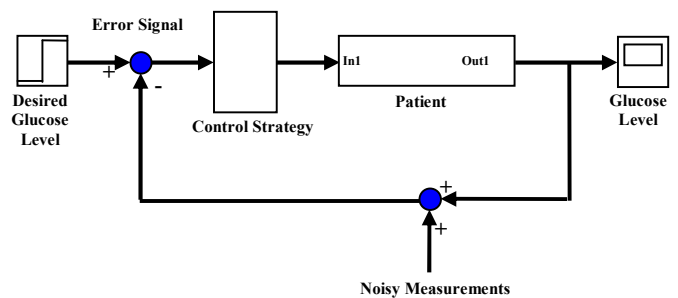 Error Signal
+
-
In1
Out1
Desired
Glucose
Level
Control Strategy
Patient
Glucose
Level
+
+
Noisy Measurements